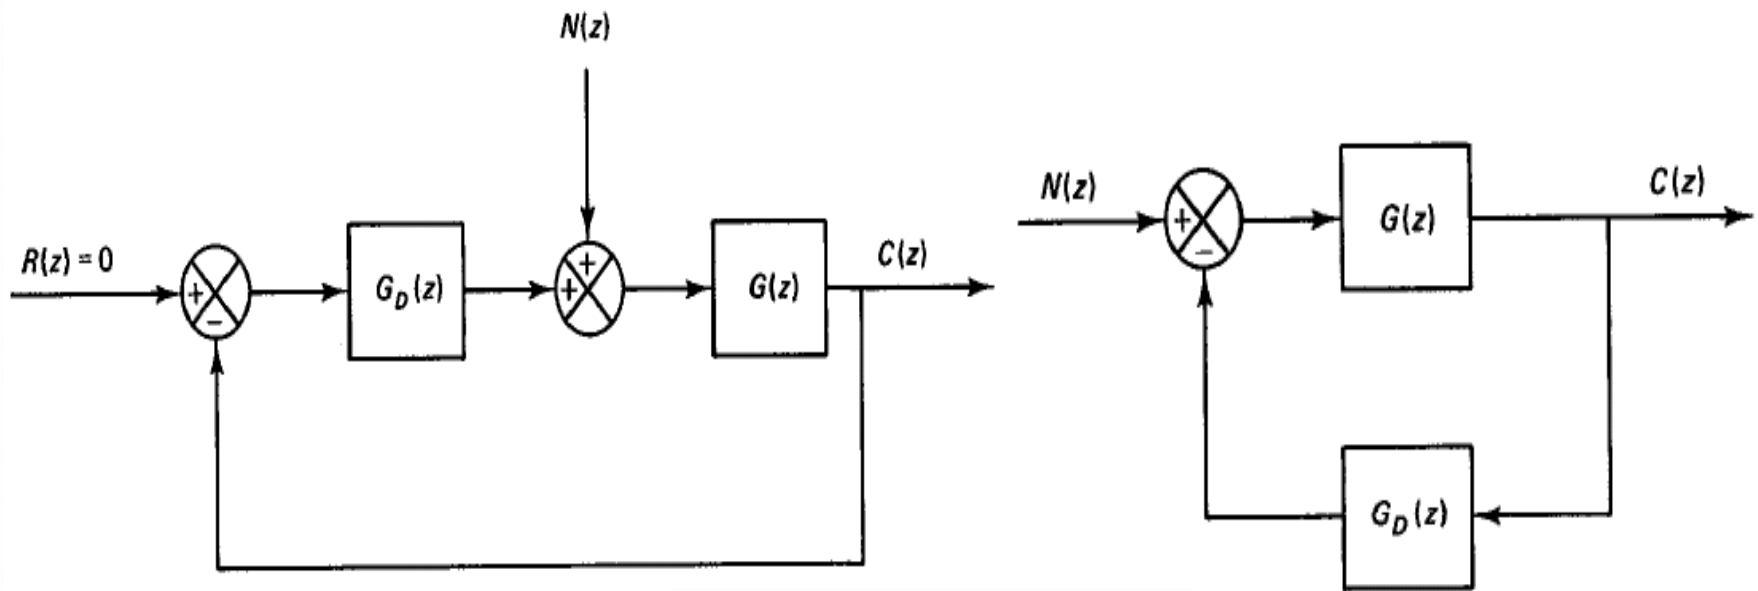 N(z)
R(z) = 0
+
−
G_D(z)
+
+
G(z)
C(z)
N(z)
+
−
G(z)
C(z)
G_D(z)